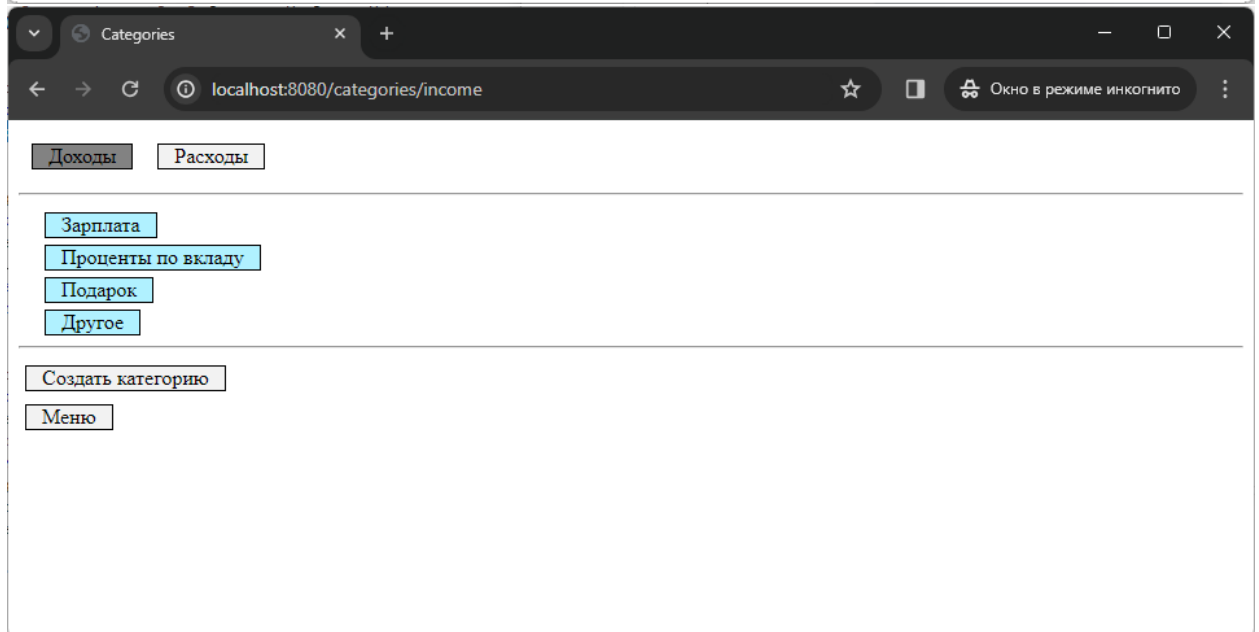 Categories
localhost:8080/categories/income
Окно в режиме инкогнито
Доходы Расходы
Зарплата
Проценты по вкладу
Подарок
Другое
Создать категорию
Меню